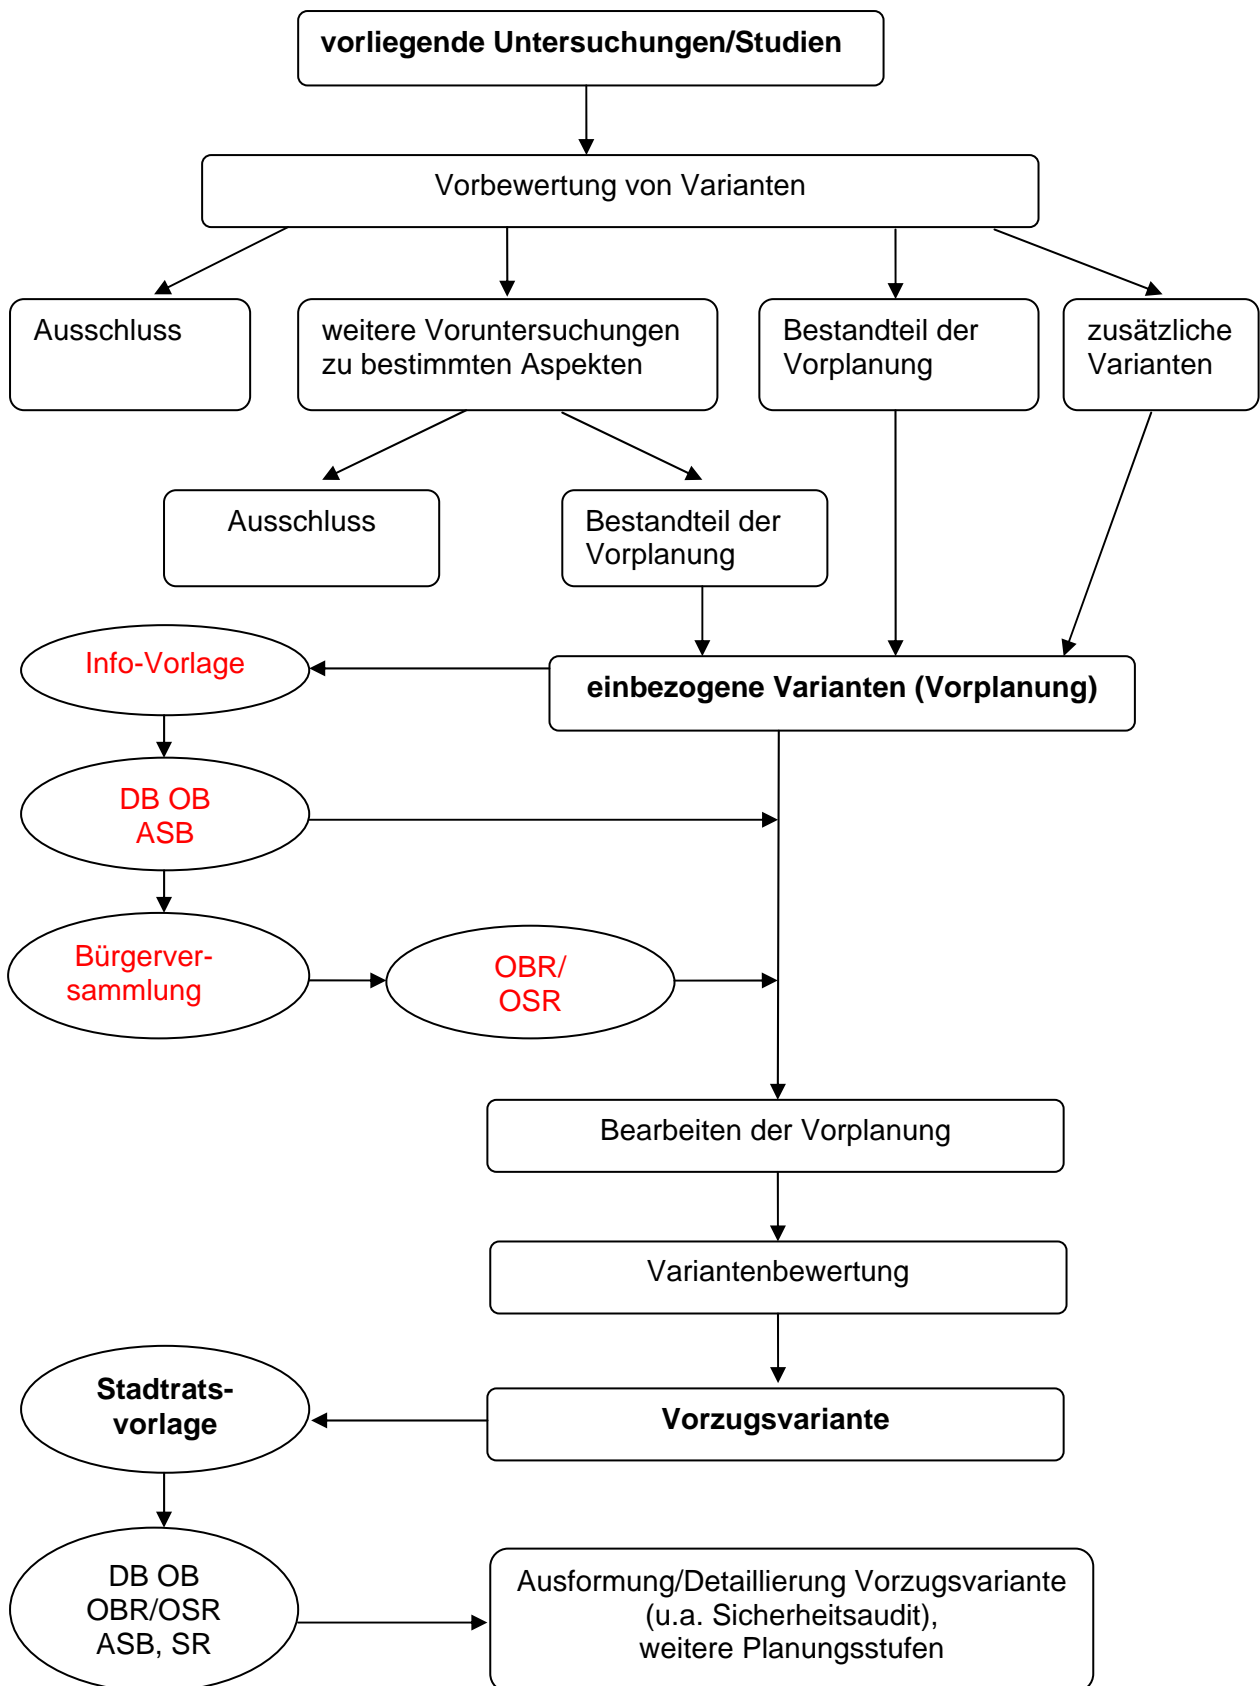 vorliegende Untersuchungen/Studien
Vorbewertung von Varianten
Ausschluss
weitere Voruntersuchungen
zu bestimmten Aspekten
Bestandteil der
Vorplanung
zusätzliche
Varianten
Ausschluss
Bestandteil der
Vorplanung
Info-Vorlage
einbezogene Varianten (Vorplanung)
DB OB
ASB
Bürgerver-
sammlung
OBR/
OSR
Bearbeiten der Vorplanung
Variantenbewertung
Stadtrats-
vorlage
Vorzugsvariante
DB OB
OBR/OSR
ASB, SR
Ausformung/Detaillierung Vorzugsvariante
(u.a. Sicherheitsaudit),
weitere Planungsstufen